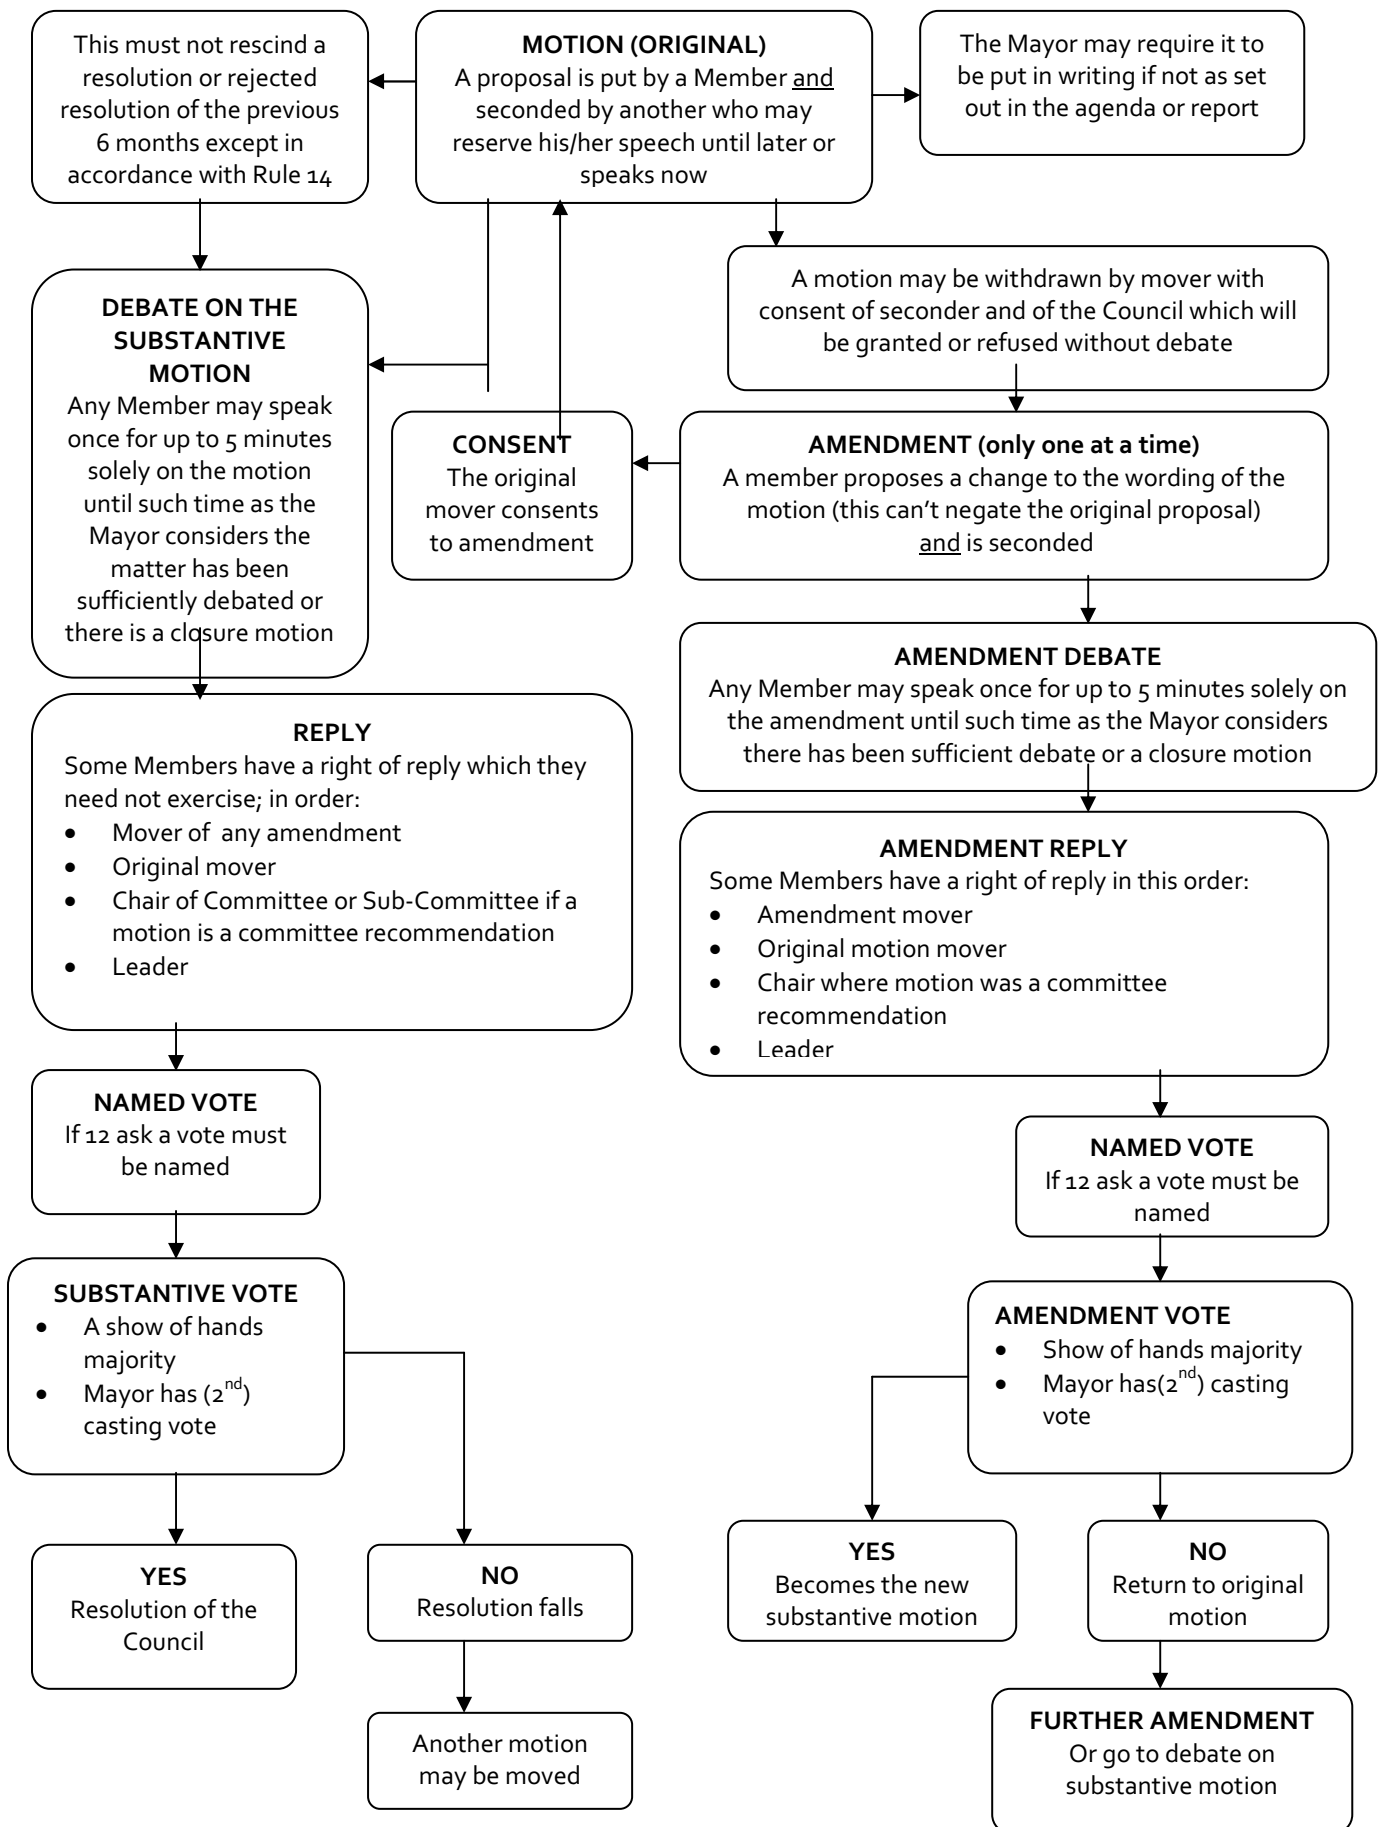 This must not rescind a
resolution or rejected
resolution of the previous
6 months except in
accordance with Rule 14
MOTION (ORIGINAL)
A proposal is put by a Member and
seconded by another who may
reserve his/her speech until later or
speaks now
The Mayor may require it to
be put in writing if not as set
out in the agenda or report
A motion may be withdrawn by mover with
consent of seconder and of the Council which will
be granted or refused without debate
DEBATE ON THE
SUBSTANTIVE
MOTION
Any Member may speak
once for up to 5 minutes
solely on the motion
until such time as the
Mayor considers the
matter has been
sufficiently debated or
there is a closure motion
CONSENT
The original
mover consents
to amendment
AMENDMENT (only one at a time)
A member proposes a change to the wording of the
motion (this can't negate the original proposal)
and is seconded
AMENDMENT DEBATE
Any Member may speak once for up to 5 minutes solely on
the amendment until such time as the Mayor considers
there has been sufficient debate or a closure motion
REPLY
Some Members have a right of reply which they
need not exercise; in order:
• Mover of any amendment
• Original mover
• Chair of Committee or Sub-Committee if a
motion is a committee recommendation
• Leader
AMENDMENT REPLY
Some Members have a right of reply in this order:
• Amendment mover
• Original motion mover
• Chair where motion was a committee
recommendation
• Leader
NAMED VOTE
If 12 ask a vote must
be named
NAMED VOTE
If 12 ask a vote must be
named
SUBSTANTIVE VOTE
• A show of hands
majority
• Mayor has (2nd)
casting vote
AMENDMENT VOTE
• Show of hands majority
• Mayor has(2nd) casting
vote
YES
Resolution of the
Council
NO
Resolution falls
YES
Becomes the new
substantive motion
NO
Return to original
motion
Another motion
may be moved
FURTHER AMENDMENT
Or go to debate on
substantive motion